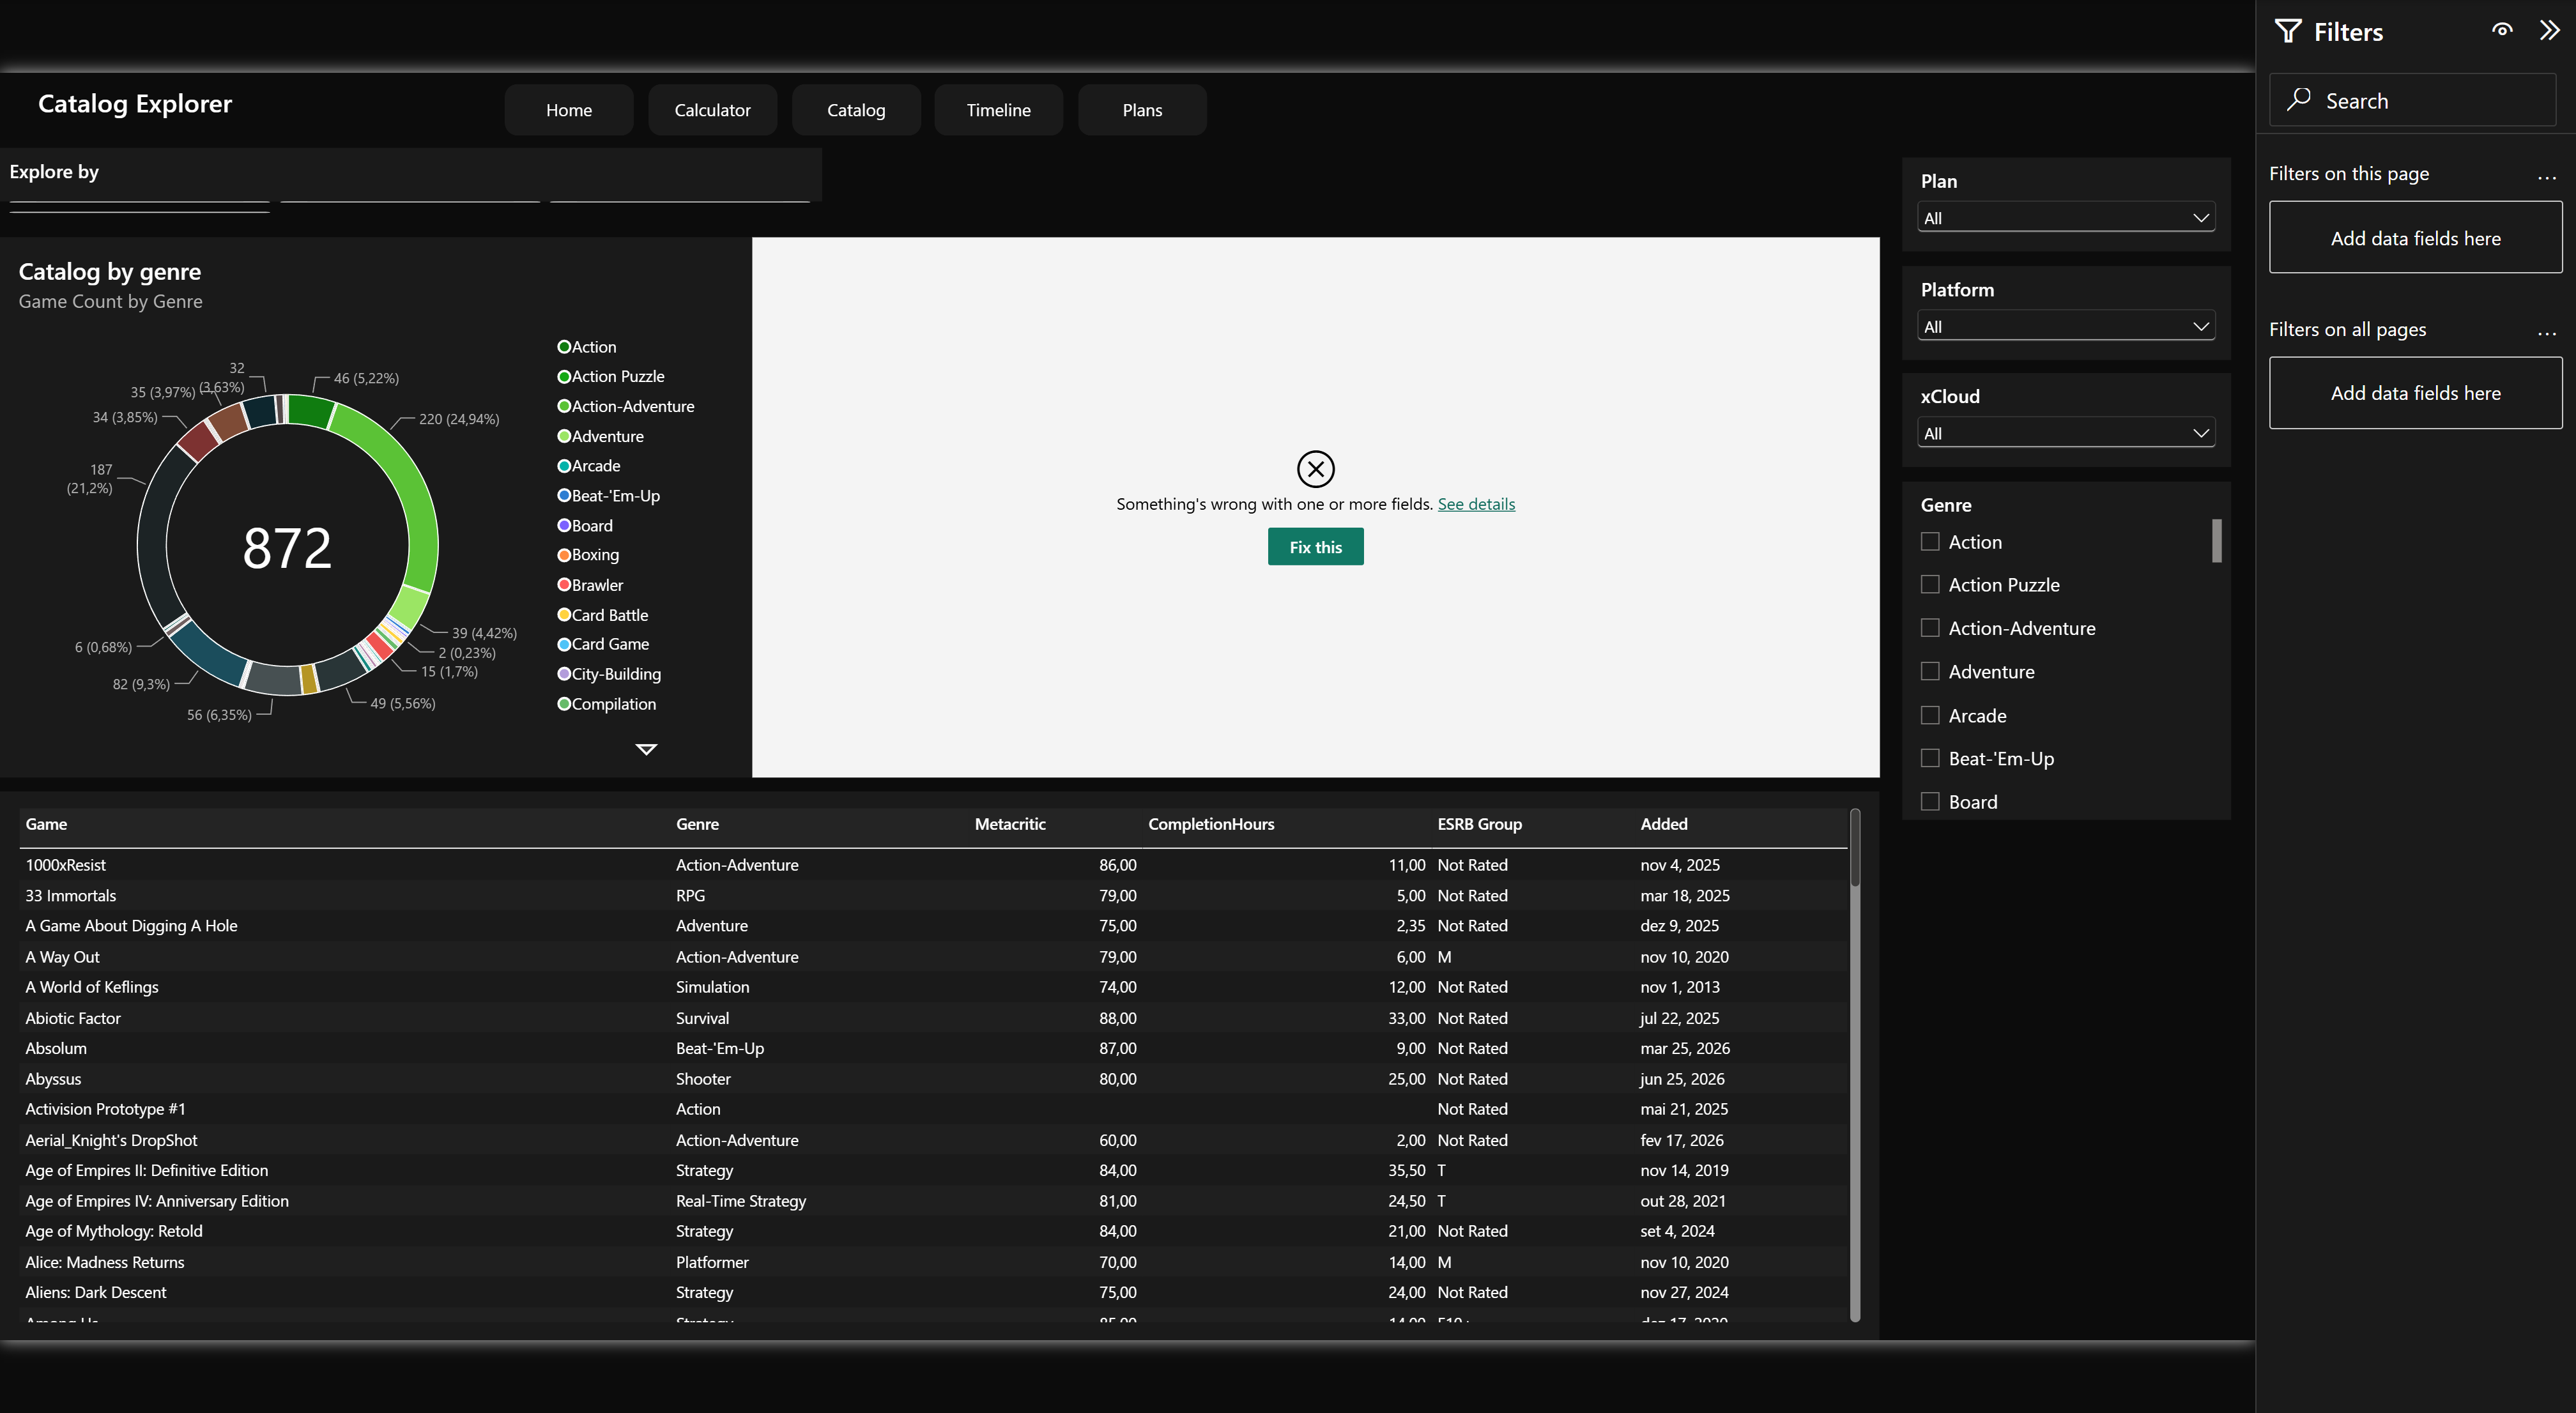 Catalog Explorer
Home
Calculator
Catalog
Timeline
Plans
Explore by
Catalog by genre
Game Count by Genre
32
(3,63%)
35 (3,97%)
34 (3,85%)
187
(21,2%)
6 (0,68%)
82 (9,3%)
56 (6,35%)
46 (5,22%)
220 (24,94%)
39 (4,42%)
2 (0,23%)
15 (1,7%)
49 (5,56%)
872
Action
Action Puzzle
Action-Adventure
Adventure
Arcade
Beat-'Em-Up
Board
Boxing
Brawler
Card Battle
Card Game
City-Building
Compilation
Something's wrong with one or more fields. See details
Fix this
Plan
All
Platform
All
xCloud
All
Genre
Action
Action Puzzle
Action-Adventure
Adventure
Arcade
Beat-'Em-Up
Board
Game Genre Metacritic CompletionHours ESRB Group Added
1000xResist Action-Adventure 86,00 11,00 Not Rated nov 4, 2025
33 Immortals RPG 79,00 5,00 Not Rated mar 18, 2025
A Game About Digging A Hole Adventure 75,00 2,35 Not Rated dez 9, 2025
A Way Out Action-Adventure 79,00 6,00 M nov 10, 2020
A World of Keflings Simulation 74,00 12,00 Not Rated nov 1, 2013
Abiotic Factor Survival 88,00 33,00 Not Rated jul 22, 2025
Absolum Beat-'Em-Up 87,00 9,00 Not Rated mar 25, 2026
Abyssus Shooter 80,00 25,00 Not Rated jun 25, 2026
Activision Prototype #1 Action Not Rated mai 21, 2025
Aerial_Knight's DropShot Action-Adventure 60,00 2,00 Not Rated fev 17, 2026
Age of Empires II: Definitive Edition Strategy 84,00 35,50 T nov 14, 2019
Age of Empires IV: Anniversary Edition Real-Time Strategy 81,00 24,50 T out 28, 2021
Age of Mythology: Retold Strategy 84,00 21,00 Not Rated set 4, 2024
Alice: Madness Returns Platformer 70,00 14,00 M nov 10, 2020
Aliens: Dark Descent Strategy 75,00 24,00 Not Rated nov 27, 2024
Filters
Search
Filters on this page
...
Add data fields here
Filters on all pages
...
Add data fields here